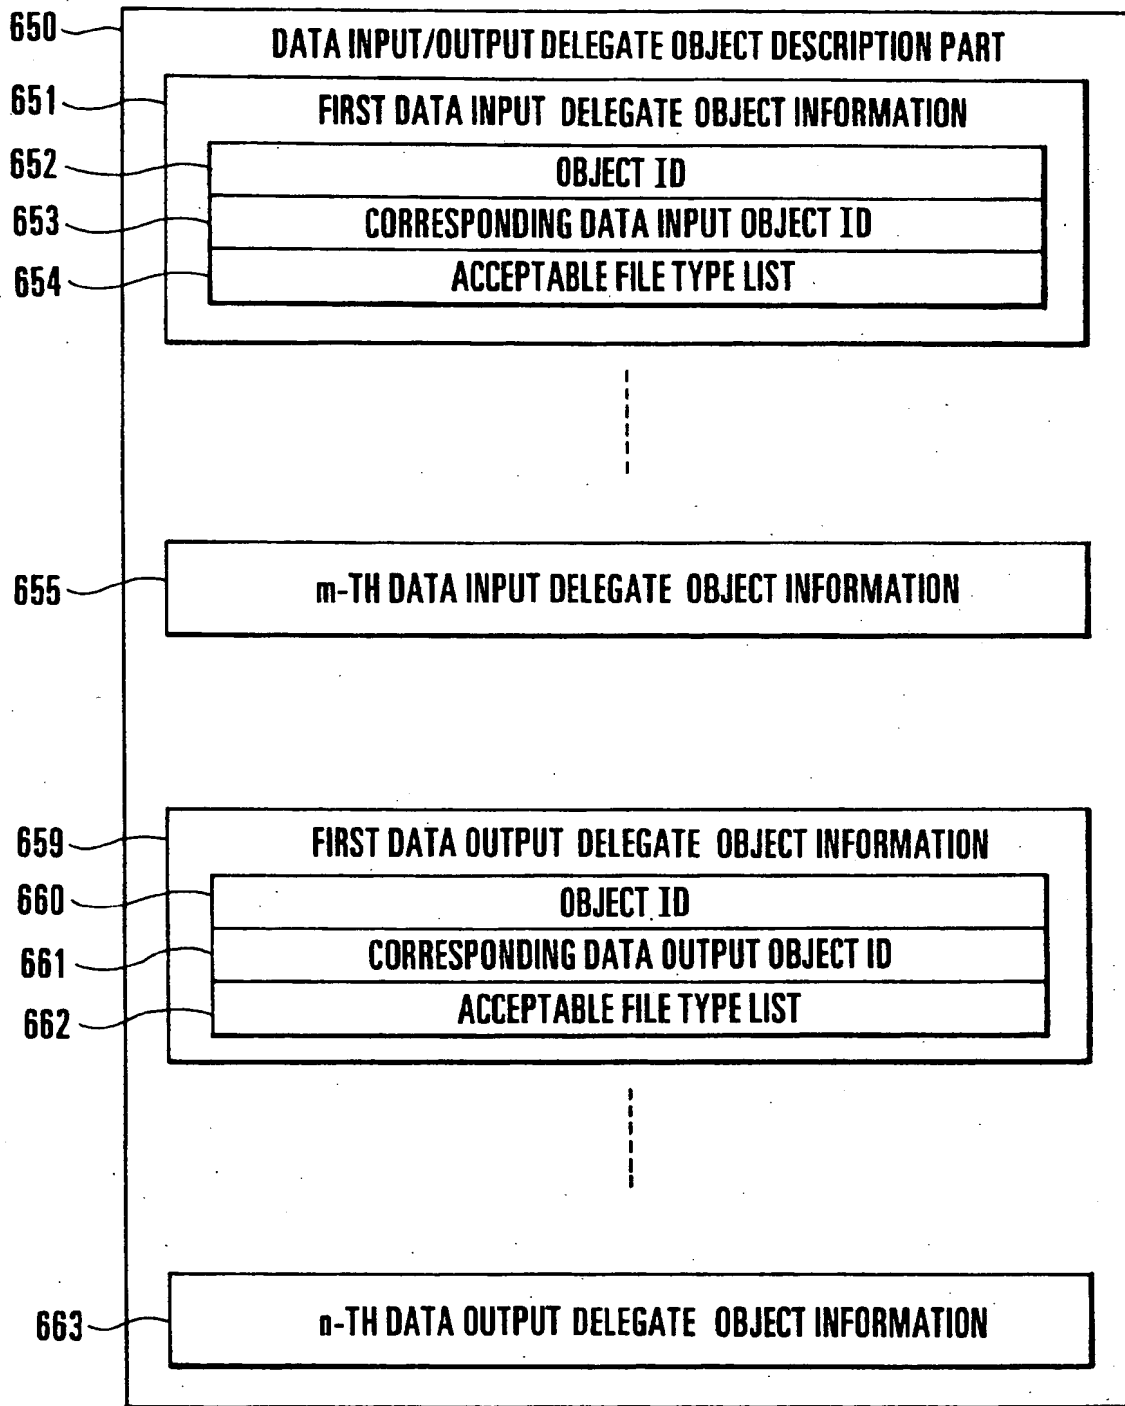 650
DATA INPUT/OUTPUT DELEGATE OBJECT DESCRIPTION PART
651
FIRST DATA INPUT DELEGATE OBJECT INFORMATION
652
OBJECT ID
653
CORRESPONDING DATA INPUT OBJECT ID
654
ACCEPTABLE FILE TYPE LIST
655
m-TH DATA INPUT DELEGATE OBJECT INFORMATION
659
FIRST DATA OUTPUT DELEGATE OBJECT INFORMATION
660
OBJECT ID
661
CORRESPONDING DATA OUTPUT OBJECT ID
662
ACCEPTABLE FILE TYPE LIST
663
n-TH DATA OUTPUT DELEGATE OBJECT INFORMATION